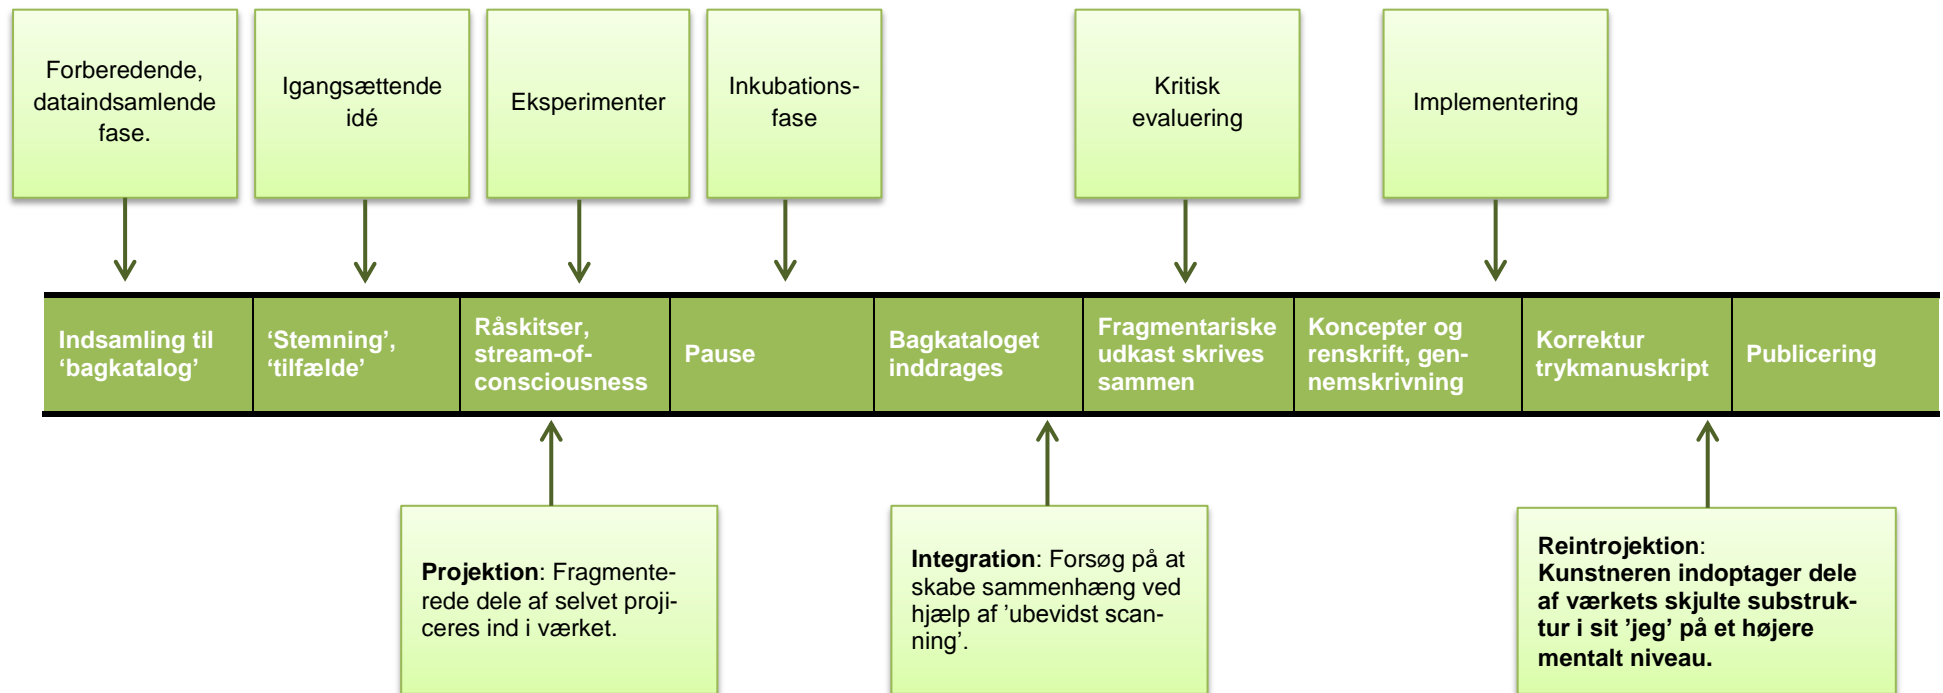 Forberedende,
dataindsamlende
fase.
Igangsættende
idé
Eksperimenter
Inkubations-
fase
Kritisk
evaluering
Implementering
Indsamling til
‘bagkatalog’
‘Stemning’,
‘tilfælde’
Råskitser,
stream-of-
consciousness
Pause
Bagkataloget
inddrages
Fragmentariske
udkast skrives
sammen
Koncepter og
renskrift, gen-
nemskrivning
Korrektur
trykmanuskript
Publicering
Projektion: Fragmente-
rede dele af selvet proji-
ceres ind i værket.
Integration: Forsøg på at
skabe sammenhæng ved
hjælp af ’ubevidst scan-
ning’.
Reintrojektion:
Kunstneren indoptager dele
af værkets skjulte substruk-
tur i sit ’jeg’ på et højere
mentalt niveau.